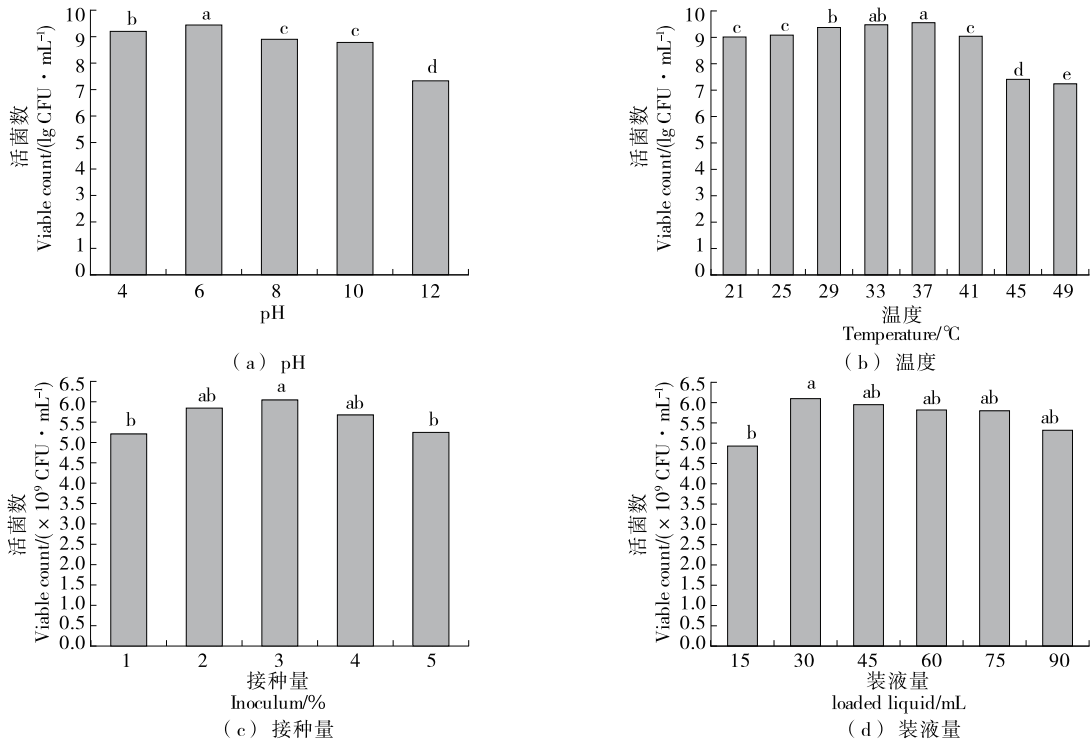 10
9
8
7
6
5
4
3
2
1
0
活菌数
Viable count/(lg CFU·mL⁻¹)
b
a
c
c
d
4 6 8 10 12
pH
(a) pH
10
9
8
7
6
5
4
3
2
1
0
活菌数
Viable count/(lg CFU·mL⁻¹)
c
c
b
ab
a
c
d
e
21 25 29 33 37 41 45 49
温度
Temperature/℃
(b) 温度
6.5
6.0
5.5
5.0
4.5
4.0
3.5
3.0
2.5
2.0
1.5
1.0
0.5
0.0
活菌数
Viable count/(×10⁹ CFU·mL⁻¹)
b
ab
a
ab
b
1 2 3 4 5
接种量
Inoculum/%
(c) 接种量
6.5
6.0
5.5
5.0
4.5
4.0
3.5
3.0
2.5
2.0
1.5
1.0
0.5
0.0
活菌数
Viable count/(×10⁹ CFU·mL⁻¹)
b
a
ab
ab
ab
ab
15 30 45 60 75 90
装液量
loaded liquid/mL
(d) 装液量